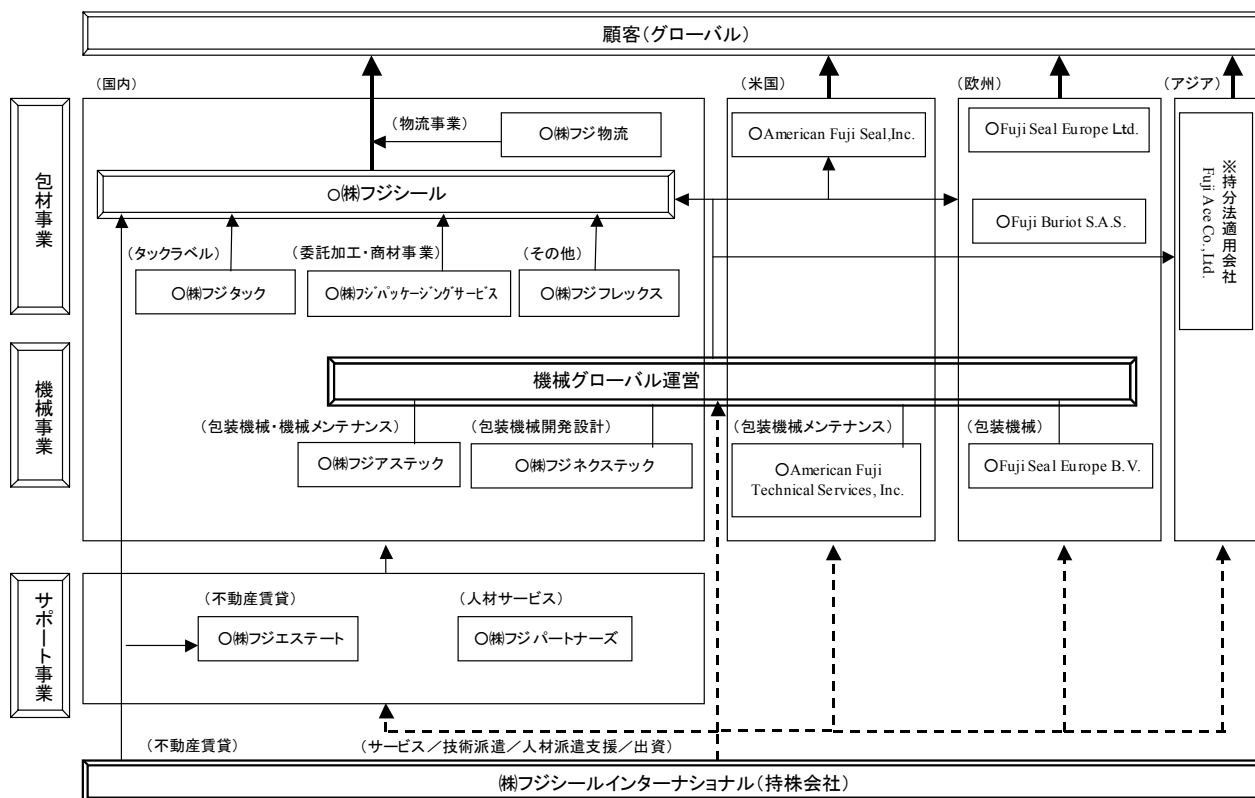 顧客(グローバル)
(国内)
(米国)
(欧州)
(アジア)
包材事業
(物流事業)
○㈱フジ物流
○American Fuji Seal,Inc.
○Fuji Seal Europe Ltd.
○㈱フジシール
○Fuji Buriot S.A.S.
※持分法適用会社
Fuji Ace Co.,Ltd.
(タックラベル)
(委託加工・商材事業)
(その他)
○㈱フジタック
○㈱フジパッケージングサービス
○㈱フジフレックス
機械事業
機械グローバル運営
(包装機械・機械メンテナンス)
(包装機械開発設計)
(包装機械メンテナンス)
(包装機械)
○㈱フジアステック
○㈱フジネクステック
○American Fuji
Technical Services, Inc.
○Fuji Seal Europe B.V.
サポート事業
(不動産賃貸)
(人材サービス)
○㈱フジエステート
○㈱フジパートナーズ
(不動産賃貸)
(サービス/技術派遣/人材派遣支援/出資)
㈱フジシールインターナショナル(持株会社)